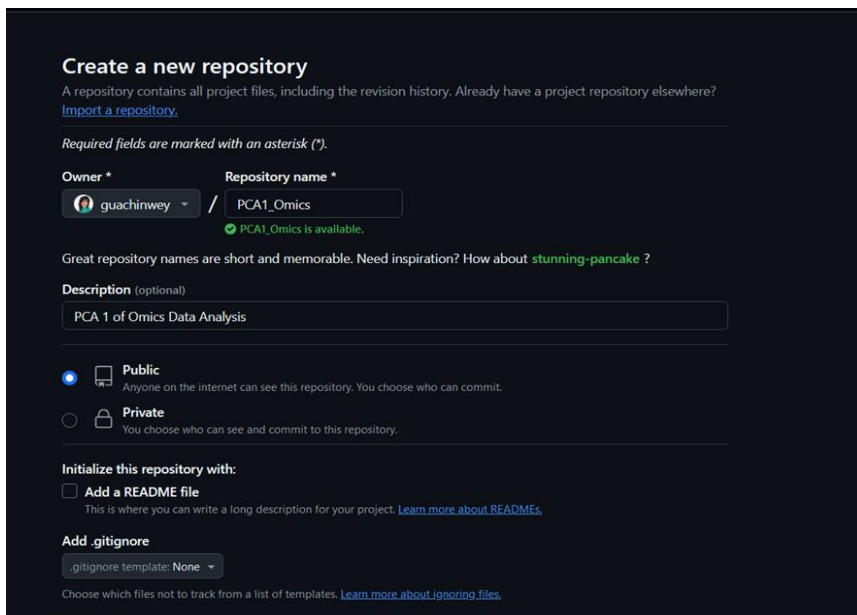 Create a new repository
A repository contains all project files, including the revision history. Already have a project repository elsewhere?
Import a repository.
Required fields are marked with an asterisk (*).
Owner * Repository name *
guachinwey / PCA1_Omics
PCA1_Omics is available.
Great repository names are short and memorable. Need inspiration? How about stunning-pancake ?
Description (optional)
PCA 1 of Omics Data Analysis
Public
Anyone on the internet can see this repository. You choose who can commit.
Private
You choose who can see and commit to this repository.
Initialize this repository with:
Add a README file
This is where you can write a long description for your project. Learn more about READMEs.
Add .gitignore
.gitignore template: None
Choose which files not to track from a list of templates. Learn more about ignoring files.